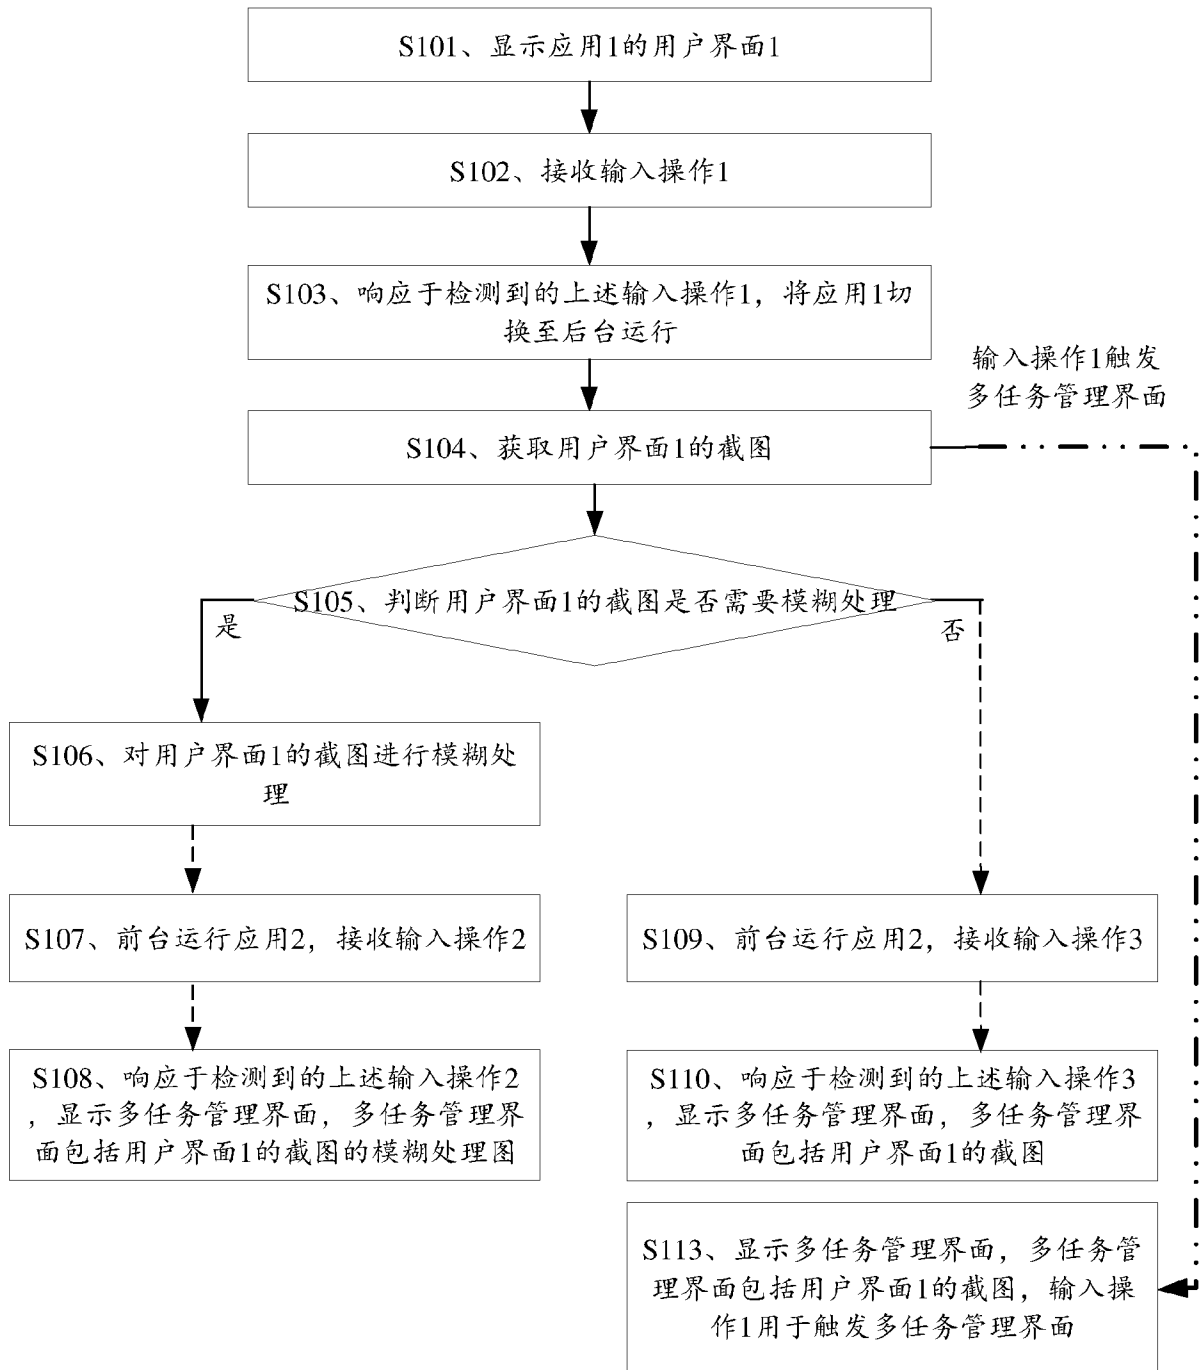 S101、显示应用1的用户界面1
S102、接收输入操作1
S103、响应于检测到的上述输入操作1，将应用1切
换至后台运行
输入操作1触发
多任务管理界面
S104、获取用户界面1的截图
S105、判断用户界面1的截图是否需要模糊处理
是
否
S106、对用户界面1的截图进行模糊处
理
S107、前台运行应用2，接收输入操作2
S109、前台运行应用2，接收输入操作3
S108、响应于检测到的上述输入操作2
，显示多任务管理界面，多任务管理界
面包括用户界面1的截图的模糊处理图
S110、响应于检测到的上述输入操作3
，显示多任务管理界面，多任务管理界
面包括用户界面1的截图
S113、显示多任务管理界面，多任务管
理界面包括用户界面1的截图，输入操
作1用于触发多任务管理界面